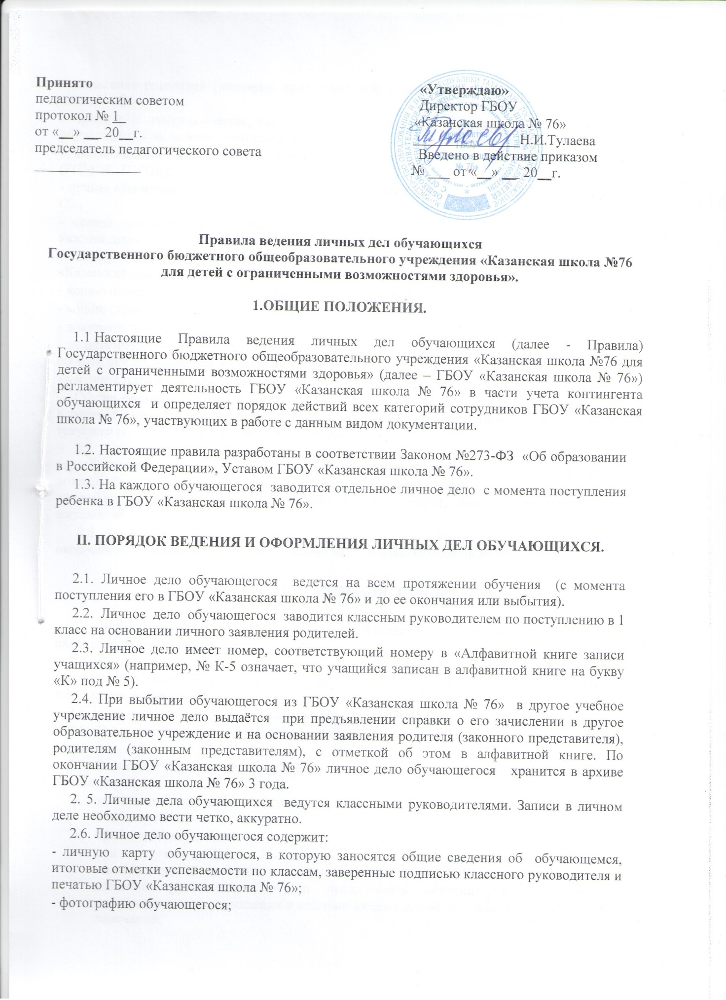 Принято
педагогическим советом
протокол № 1_
от «__» __ 20__г.
председатель педагогического совета
________________
«Утверждаю»
Директор ГБОУ
«Казанская школа № 76»
________________Н.И.Тулаева
Введено в действие приказом
№ ___ от «__» ___ 20__г.
Правила ведения личных дел обучающихся
Государственного бюджетного общеобразовательного учреждения «Казанская школа №76
для детей с ограниченными возможностями здоровья».
1.ОБЩИЕ ПОЛОЖЕНИЯ.
1.1 Настоящие Правила ведения личных дел обучающихся (далее - Правила)
Государственного бюджетного общеобразовательного учреждения «Казанская школа №76 для
детей с ограниченными возможностями здоровья» (далее – ГБОУ «Казанская школа № 76»)
регламентирует деятельность ГБОУ «Казанская школа № 76» в части учета контингента
обучающихся и определяет порядок действий всех категорий сотрудников ГБОУ «Казанская
школа № 76», участвующих в работе с данным видом документации.
1.2. Настоящие правила разработаны в соответствии Законом №273-ФЗ «Об образовании
в Российской Федерации», Уставом ГБОУ «Казанская школа № 76».
1.3. На каждого обучающегося заводится отдельное личное дело с момента поступления
ребенка в ГБОУ «Казанская школа № 76».
II. ПОРЯДОК ВЕДЕНИЯ И ОФОРМЛЕНИЯ ЛИЧНЫХ ДЕЛ ОБУЧАЮЩИХСЯ.
2.1. Личное дело обучающегося ведется на всем протяжении обучения (с момента
поступления его в ГБОУ «Казанская школа № 76» и до ее окончания или выбытия).
2.2. Личное дело обучающегося заводится классным руководителем по поступлению в 1
класс на основании личного заявления родителей.
2.3. Личное дело имеет номер, соответствующий номеру в «Алфавитной книге записи
учащихся» (например, № К-5 означает, что учащийся записан в алфавитной книге на букву
«К» под № 5).
2.4. При выбытии обучающегося из ГБОУ «Казанская школа № 76» в другое учебное
учреждение личное дело выдаётся при предъявлении справки о его зачислении в другое
образовательное учреждение и на основании заявления родителя (законного представителя),
родителям (законным представителям), с отметкой об этом в алфавитной книге. По
окончании ГБОУ «Казанская школа № 76» личное дело обучающегося хранится в архиве
ГБОУ «Казанская школа № 76» 3 года.
2. 5. Личные дела обучающихся ведутся классными руководителями. Записи в личном
деле необходимо вести четко, аккуратно.
2.6. Личное дело обучающегося содержит:
- личную карту обучающегося, в которую заносятся общие сведения об обучающемся,
итоговые отметки успеваемости по классам, заверенные подписью классного руководителя и
печатью ГБОУ «Казанская школа № 76»;
- фотографию обучающегося;